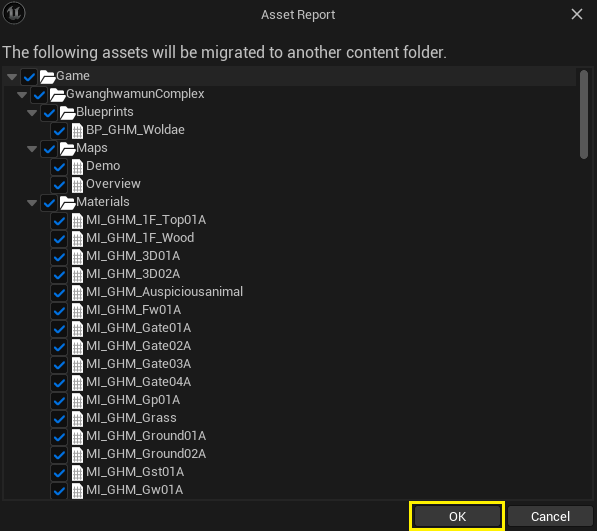 Asset Report
The following assets will be migrated to another content folder.
Game
GwanghwamunComplex
Blueprints
BP_GHM_Woldae
Maps
Demo
Overview
Materials
MI_GHM_1F_Top01A
MI_GHM_1F_Wood
MI_GHM_3D01A
MI_GHM_3D02A
MI_GHM_Auspiciousanimal
MI_GHM_Fw01A
MI_GHM_Gate01A
MI_GHM_Gate02A
MI_GHM_Gate03A
MI_GHM_Gate04A
MI_GHM_Gp01A
MI_GHM_Grass
MI_GHM_Ground01A
MI_GHM_Ground02A
MI_GHM_Gst01A
MI_GHM_Gw01A
OK Cancel